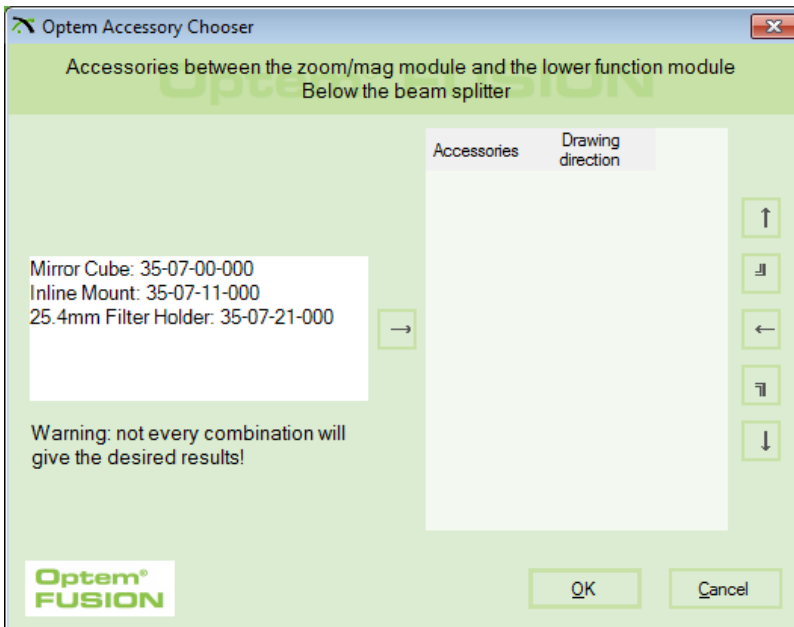 Optem Accessory Chooser
Accessories between the zoom/mag module and the lower function module
Below the beam splitter
Accessories
Drawing
direction
Mirror Cube: 35-07-00-000
Inline Mount: 35-07-11-000
25.4mm Filter Holder: 35-07-21-000
Warning: not every combination will
give the desired results!
Optem®
FUSION
OK
Cancel